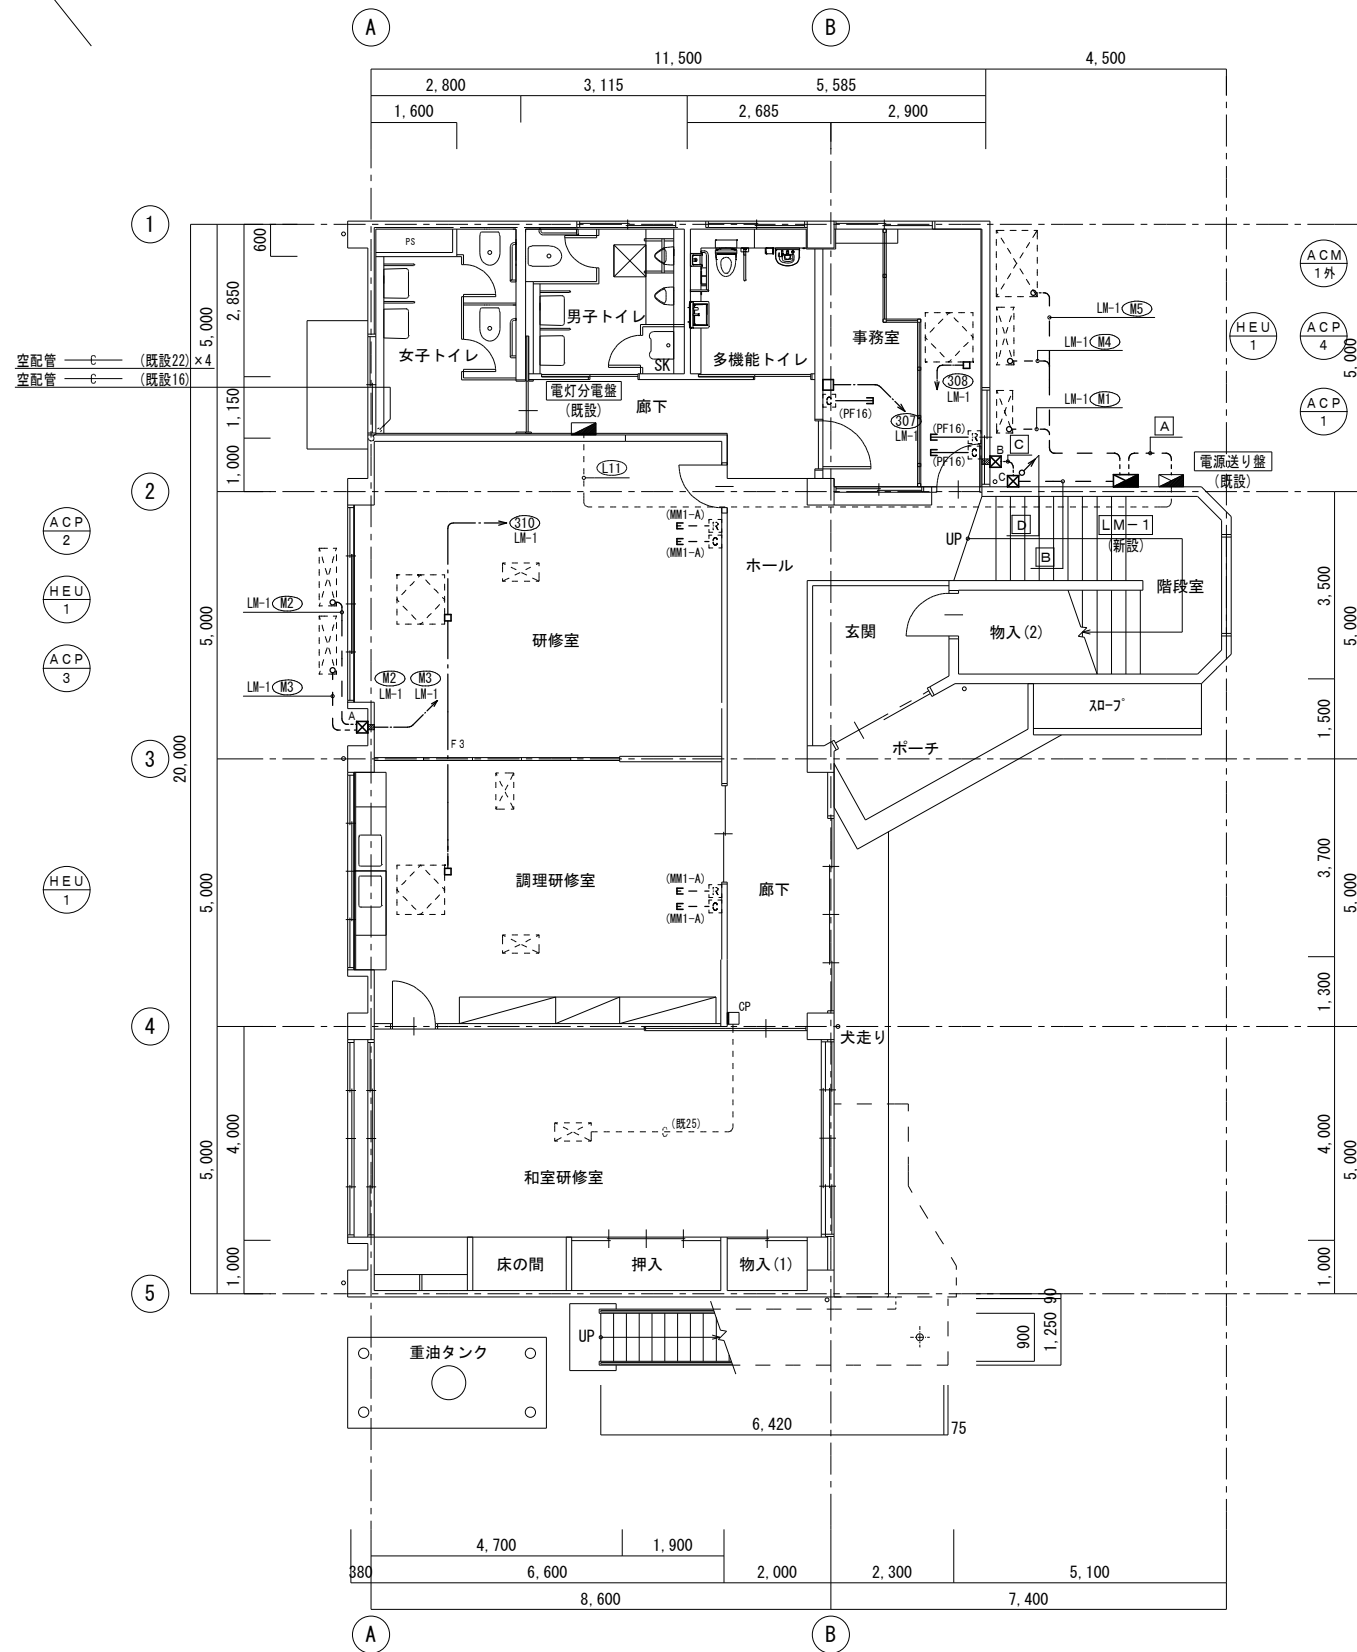 A
B
11,500
4,500
2,800
3,115
5,585
1,600
2,685
2,900
1
600
PS
ACM
1外
2,850
5,000
LM-1 M5
男子トイレ
事務室
HEU
1
ACP
4
女子トイレ
多機能トイレ
LM-1 M4
5,000
空配管 C (既設22)×4
SK
空配管 C (既設16)
電灯分電盤
(既設)
308
LM-1
廊下
C
(PF16)
LM-1 M1
ACP
1
1,150
307
LM-1
(PF16)
R
A
C
(PF16)
B
C
1,000
L11
C
電源送り盤
(既設)
2
ACP
2
310
LM-1
(MM1-A)
E R
E C
(MM1-A)
D
LM-1
(新設)
UP
B
ホール
階段室
3,500
HEU
1
LM-1 M2
5,000
研修室
玄関
物入(2)
5,000
ACP
3
M2
LM-1
M3
LM-1
LM-1 M3
A
スロープ
1,500
F3
ポーチ
3
20,000
3,700
調理研修室
(MM1-A)
E R
E C
(MM1-A)
廊下
HEU
1
5,000
5,000
1,300
CP
4
犬走り
4,000
C (既25)
4,000
5,000
和室研修室
5,000
床の間
押入
物入(1)
1,000
1,000
5
UP
900
1,250
90
重油タンク
6,420
75
4,700
1,900
380
6,600
2,000
2,300
5,100
8,600
7,400
A
B